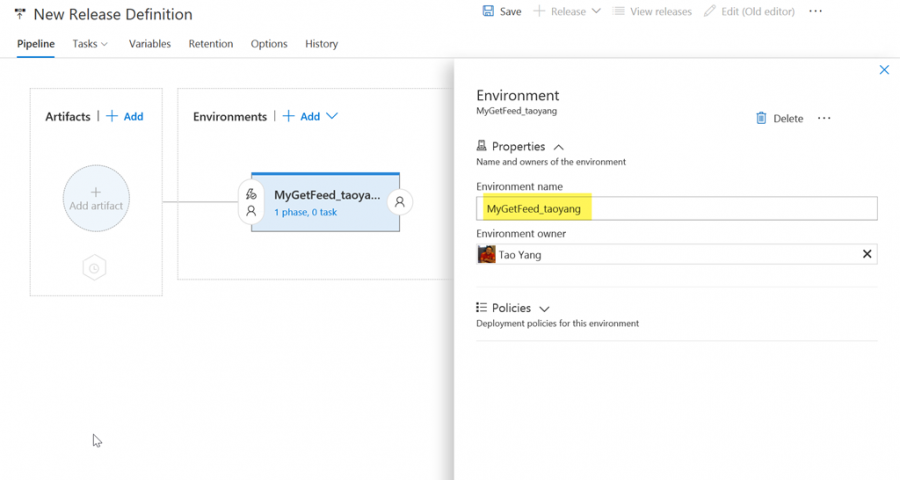 New Release Definition
Save Release View releases Edit (Old editor) ...
Pipeline Tasks Variables Retention Options History
Artifacts | + Add
Environments | + Add
+
Add artifact
MyGetFeed_taoya...
1 phase, 0 task
Environment
MyGetFeed_taoyang
Delete ...
Properties
Name and owners of the environment
Environment name
MyGetFeed_taoyang
Environment owner
Tao Yang
Policies
Deployment policies for this environment